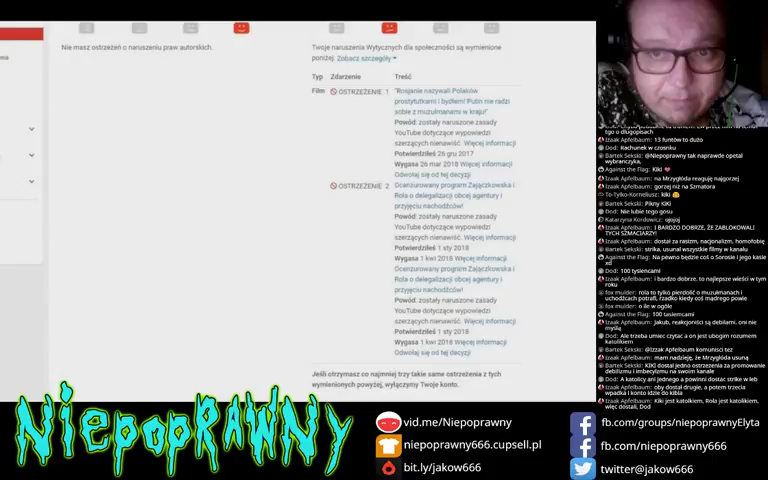 Nie masz ostrzeżeń o naruszeniu praw autorskich.
Twoje naruszenia Wytycznych dla społeczności są wymienione
poniżej. Zobacz szczegóły
Typ Zdarzenie Treść
Film OSTRZEŻENIE 1 "Rosjanie nazywali Polaków
prostytutkami i bydłem! Putin nie radzi
sobie z muzułmanami w kraju!"
Powód: zostały naruszone zasady
YouTube dotyczące wypowiedzi
szerzących nienawiść. Więcej informacji
Potwierdziłeś 26 gru 2017
Wygasa 26 mar 2018 Więcej informacji
Odwołaj się od tej decyzji
OSTRZEŻENIE 2 Ocenzurowany program Zajączkowska i
Rola o delegalizacji obcej agentury i
przyjęciu nachodźców!
Powód: zostały naruszone zasady
YouTube dotyczące wypowiedzi
szerzących nienawiść. Więcej informacji
Potwierdziłeś 1 sty 2018
Wygasa 1 kwi 2018 Więcej informacji
Ocenzurowany program Zajączkowska i
Rola o delegalizacji obcej agentury i
przyjęciu nachodźców!
Powód: zostały naruszone zasady
YouTube dotyczące wypowiedzi
szerzących nienawiść. Więcej informacji
Potwierdziłeś 1 sty 2018
Wygasa 1 kwi 2018 Więcej informacji
Odwołaj się od tej decyzji
Jeśli otrzymasz co najmniej trzy takie same ostrzeżenia z tych
wymienionych powyżej, wyłączymy Twoje konto.
tgo o długopisach
Izaak Apfelbaum: 13 funtów to dużo
Dod: Rachunek w czosnku
Bartek Sekski: @Niepoprawny tak naprawde opetal
wybranczyka,
Against the Flag: Kiki
Izaak Apfelbaum: na Mrzygłóda reaguję najgorzej
Izaak Apfelbaum: gorzej niż na Szmatora
To-Tylko-Korneliusz: kiki
Bartek Sekski: Pikny KiKi
Dod: Nie lubie tego gosu
Katarzyna Kordowicz: ojojoj
Izaak Apfelbaum: I BARDZO DOBRZE, ŻE ZABLOKOWALI
TYCH SZMACIARZY!
Izaak Apfelbaum: dostał za rasizm, nacjonalizm, homofobię
Bartek Sekski: strika, usunal wszystkie filmy w kanalu
Against the Flag: Na pewno będzie coś o Sorosie i jego kasie
xd
Dod: 100 tysiencami
Izaak Apfelbaum: i bardzo dobrze. to najlepsze wieści w tym
roku
fox mulder: rola to tylko pierdolić o muzułmanach i
uchodźcach potrafi, rzadko kiedy coś mądrego powie
fox mulder: o ile w ogóle
Against the Flag: 100 tasiemcami
Izaak Apfelbaum: Jakub, reakcjoniści są debilami. oni nie
myślą
Dod: Ale trzeba umiec czytac a on jest ubogim rozumem
katolikiem
Bartek Sekski: @Izzak Apfelbaum komunisci tez
Izaak Apfelbaum: mam nadzieję, że Mrzygłóda usuną
Bartek Sekski: KIKI dostal jedno ostrzezenia za promowanie
debilizmu i imbecylizmu na swoim kanale
Dod: A katolicy ani jednego a powinni dostac strike w leb
Izaak Apfelbaum: oby dostał drugie, a potem trzecia
wpadka i konto idzie do kibla
Izaak Apfelbaum: Kiki jest katolikiem, Rola jest katolikiem,
więc dostali, Dod
NIEPOPRAWNY
vid.me/Niepoprawny
niepoprawny666.cupsell.pl
bit.ly/jakow666
fb.com/groups/niepoprawnyElyta
fb.com/niepoprawny666
twitter@jakow666